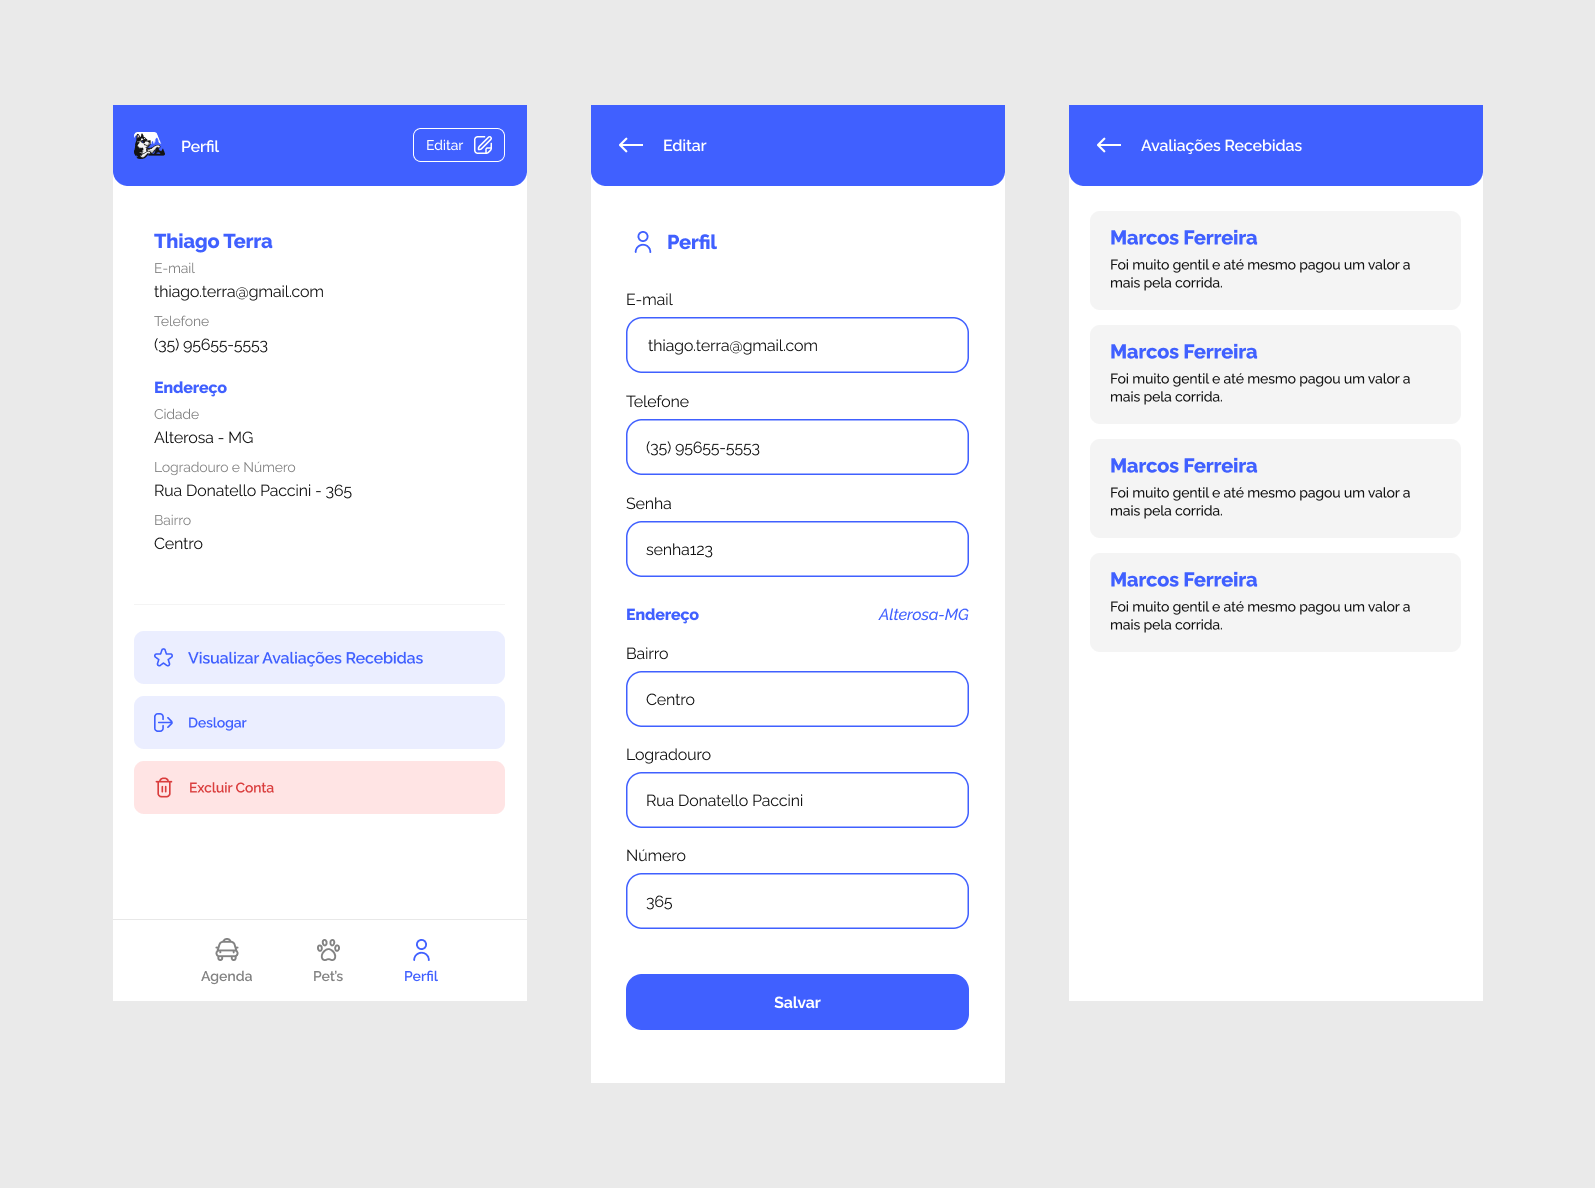 Perfil
Editar
Thiago Terra
E-mail
thiago.terra@gmail.com
Telefone
(35) 95655-5553
Endereço
Cidade
Alterosa - MG
Logradouro e Número
Rua Donatello Paccini - 365
Bairro
Centro
Visualizar Avaliações Recebidas
Deslogar
Excluir Conta
Agenda
Pet's
Perfil
Editar
Perfil
E-mail
thiago.terra@gmail.com
Telefone
(35) 95655-5553
Senha
senha123
Endereço
Alterosa-MG
Bairro
Centro
Logradouro
Rua Donatello Paccini
Número
365
Salvar
Avaliações Recebidas
Marcos Ferreira
Foi muito gentil e até mesmo pagou um valor a
mais pela corrida.
Marcos Ferreira
Foi muito gentil e até mesmo pagou um valor a
mais pela corrida.
Marcos Ferreira
Foi muito gentil e até mesmo pagou um valor a
mais pela corrida.
Marcos Ferreira
Foi muito gentil e até mesmo pagou um valor a
mais pela corrida.